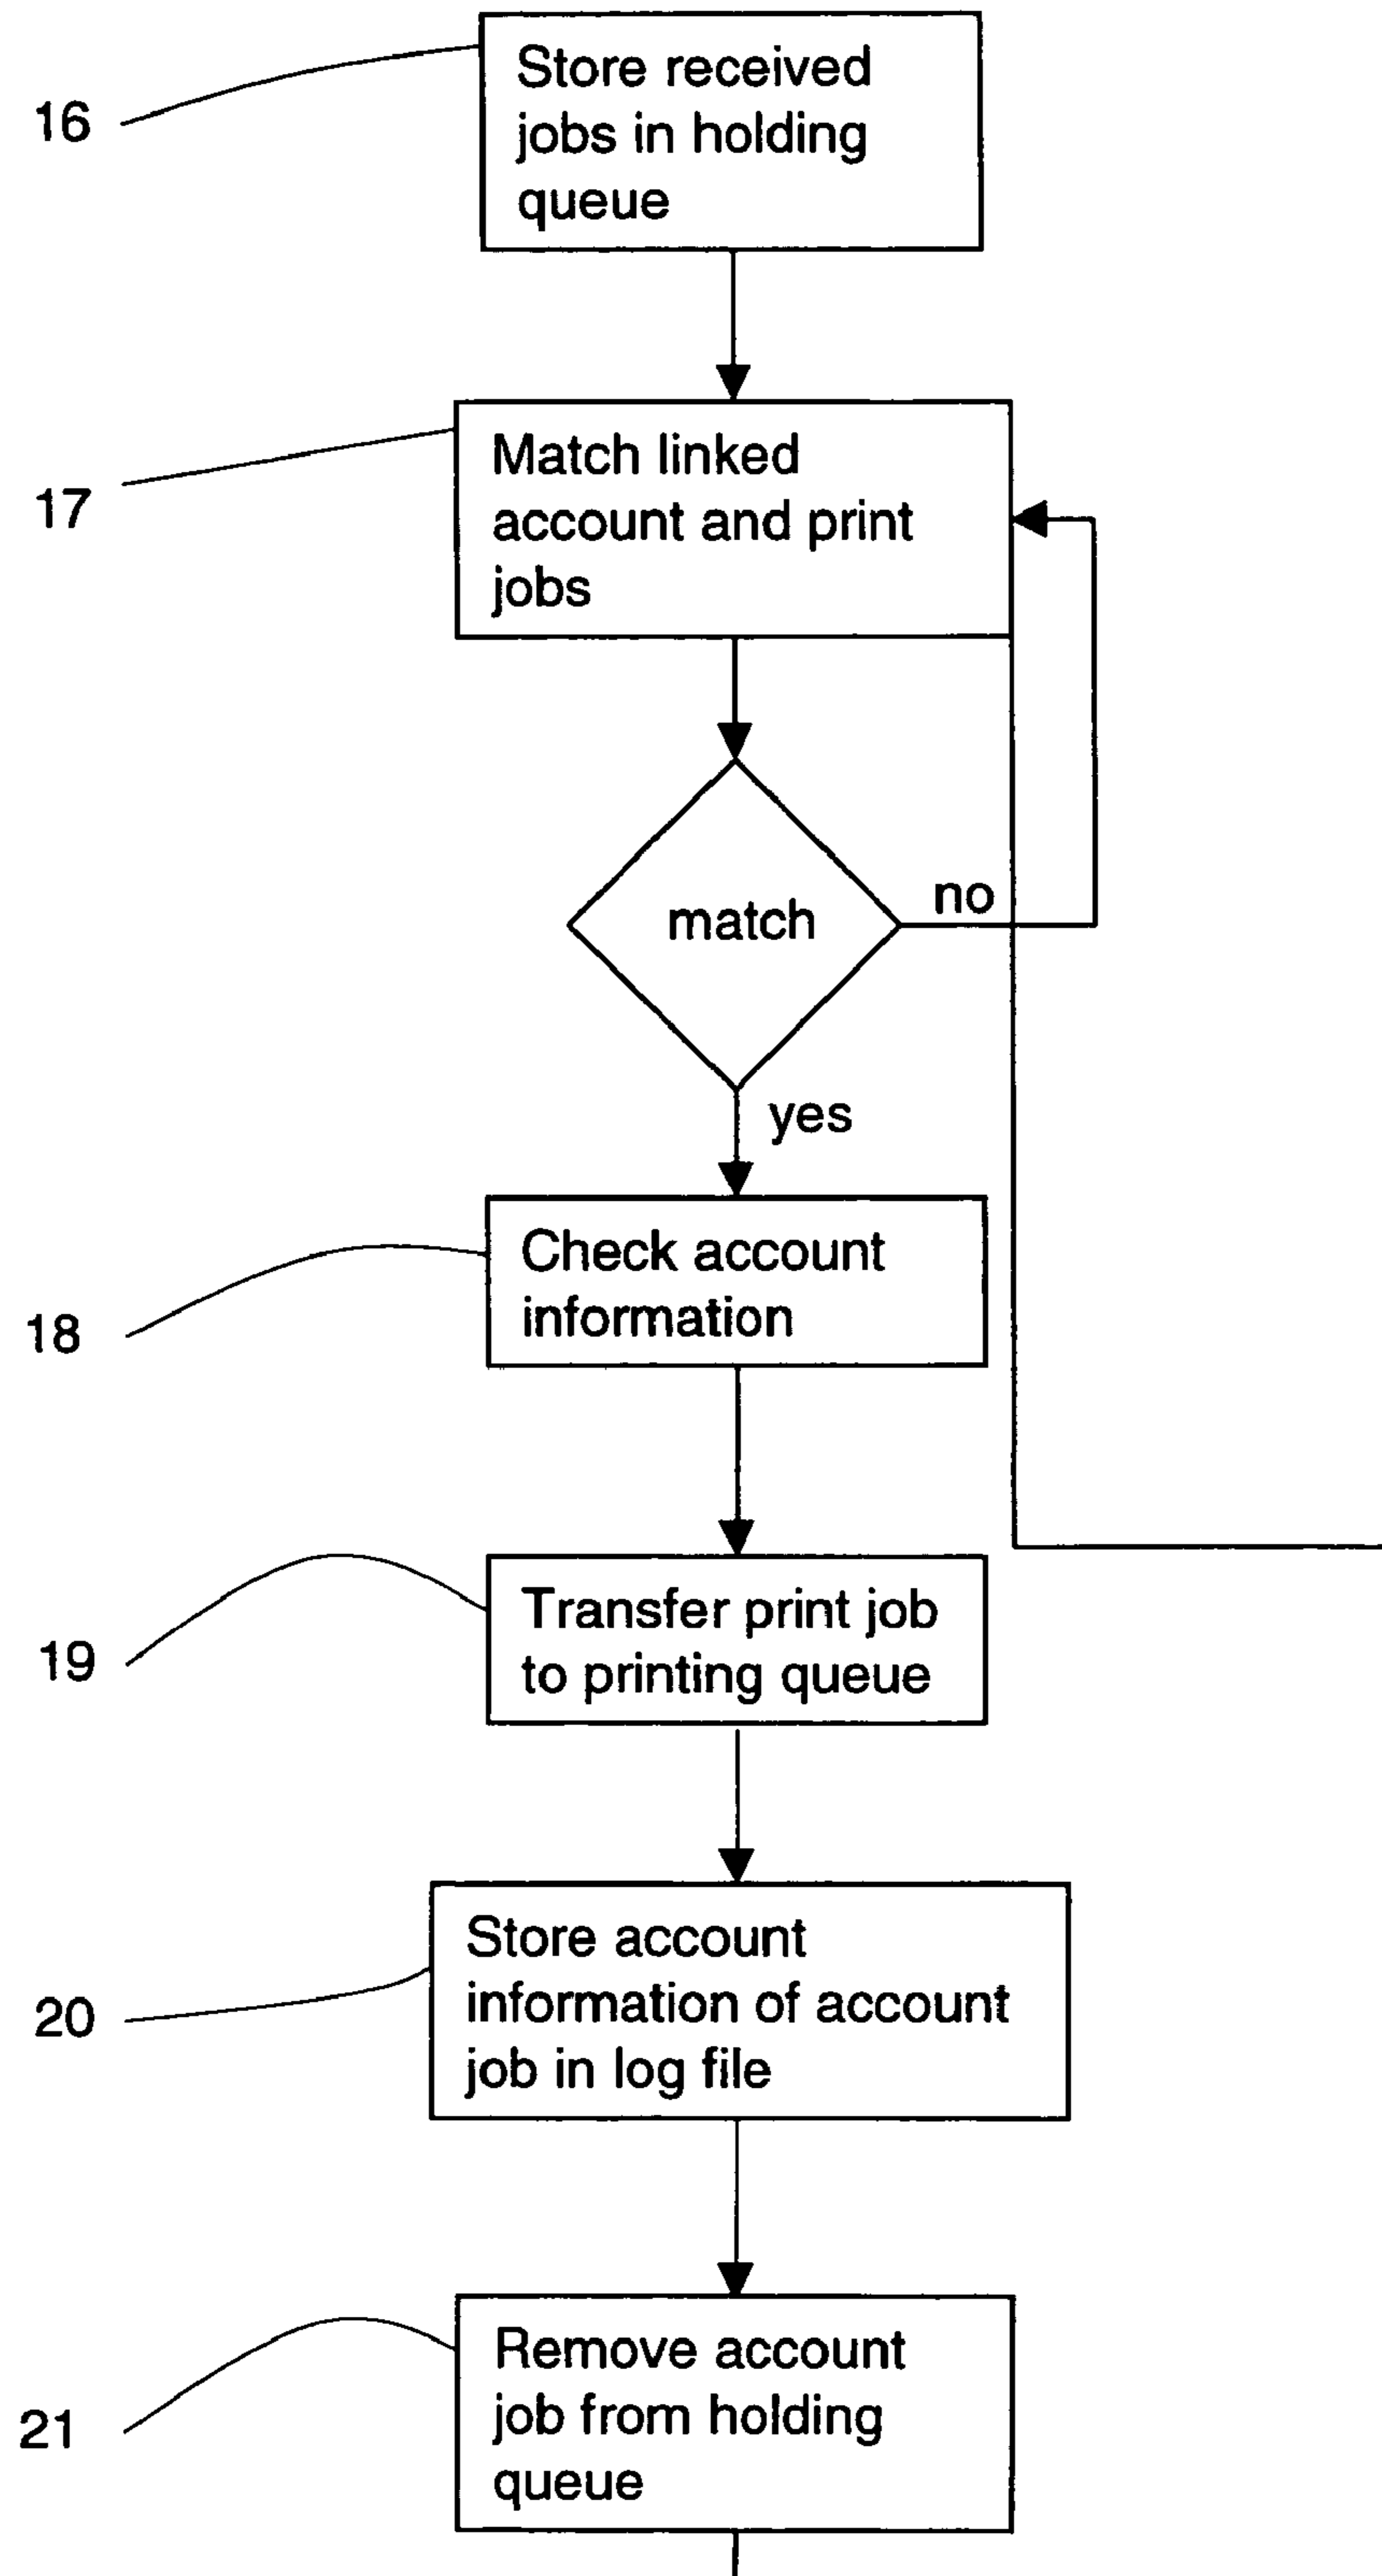 16
Store received
jobs in holding
queue
17
Match linked
account and print
jobs
match
no
yes
18
Check account
information
19
Transfer print job
to printing queue
20
Store account
information of account
job in log file
21
Remove account
job from holding
queue